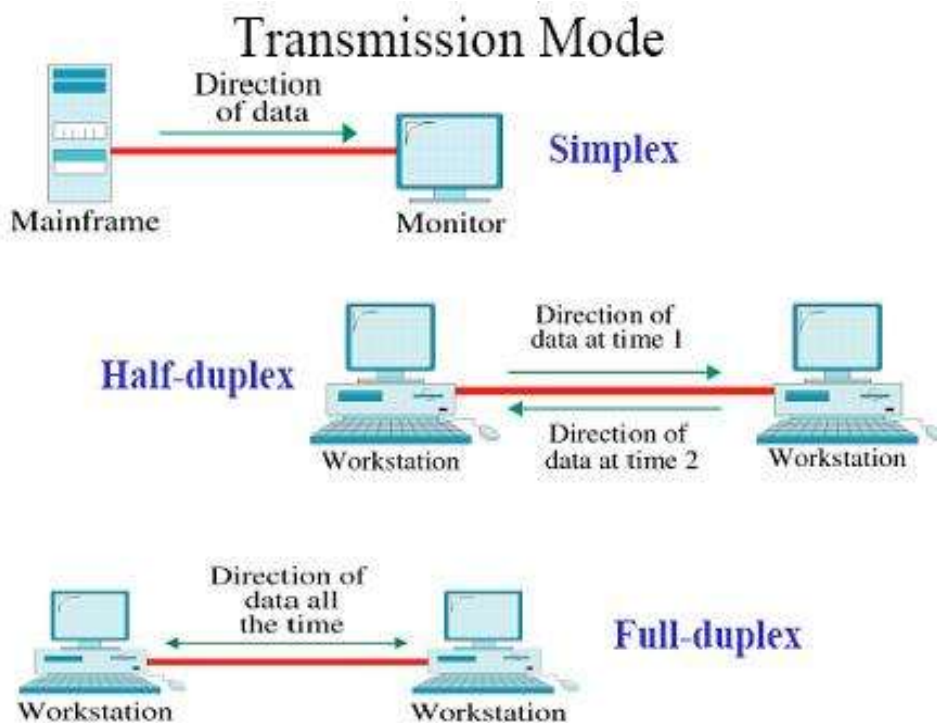 Transmission Mode
Direction
of data
Simplex
Mainframe
Monitor
Direction of
data at time 1
Half-duplex
Direction of
data at time 2
Workstation
Workstation
Direction of
data all
the time
Full-duplex
Workstation
Workstation